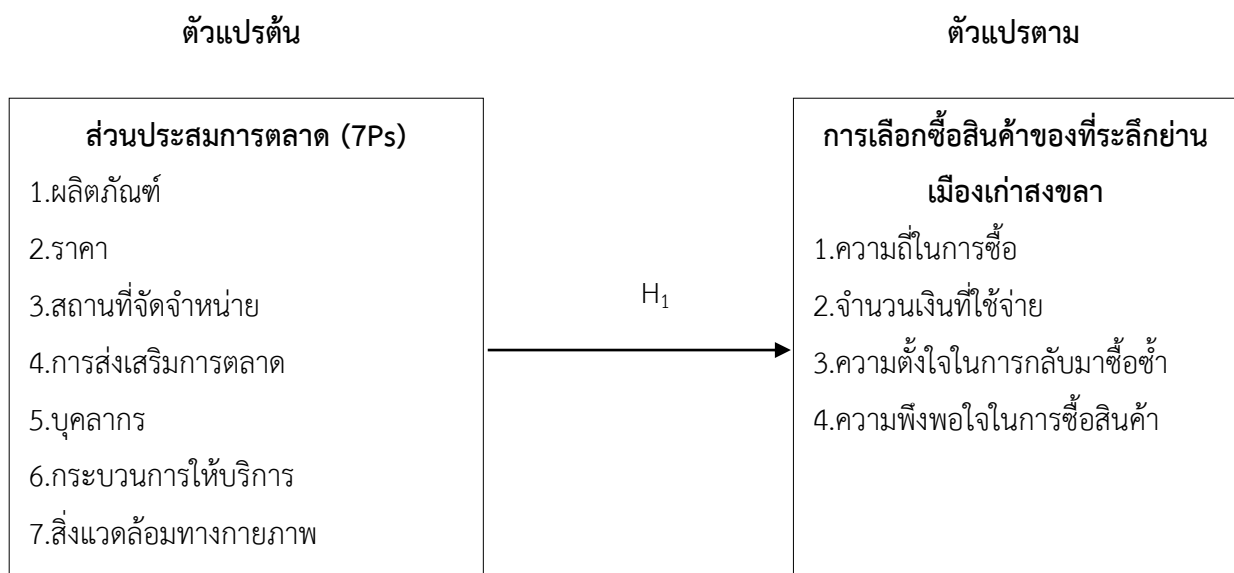 ตัวแปรต้น
ส่วนประสมการตลาด (7Ps)
1.ผลิตภัณฑ์
2.ราคา
3.สถานที่จัดจำหน่าย
4.การส่งเสริมการตลาด
5.บุคลากร
6.กระบวนการให้บริการ
7.สิ่งแวดล้อมทางกายภาพ
H₁
ตัวแปรตาม
การเลือกซื้อสินค้าของที่ระลึกย่าน
เมืองเก่าสงขลา
1.ความถี่ในการซื้อ
2.จำนวนเงินที่ใช้จ่าย
3.ความตั้งใจในการกลับมาซื้อซ้ำ
4.ความพึงพอใจในการซื้อสินค้า